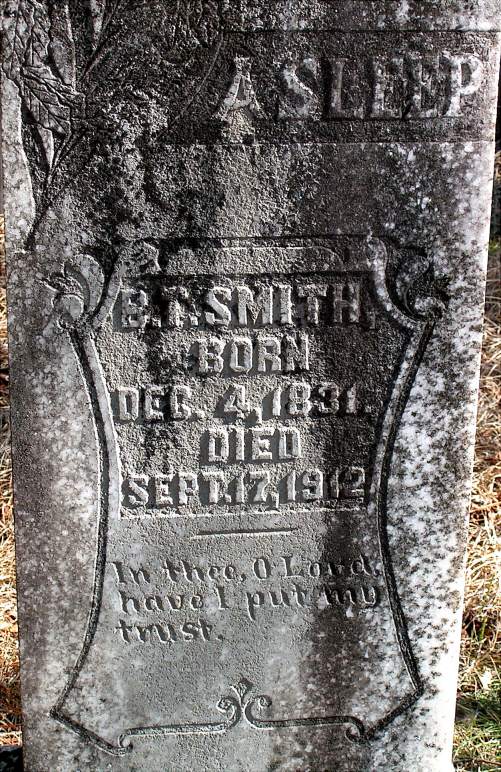 ASLEEP
B.T. SMITH,
BORN
DEC. 4, 1831.
DIED
SEPT. 17, 1912
In thee, O Lord,
have I put my
trust.